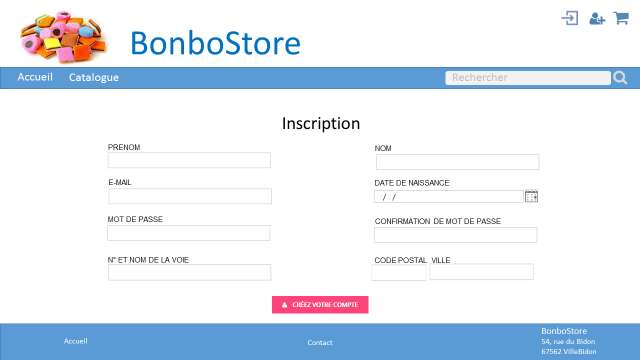 BonboStore
Accueil Catalogue Rechercher
Inscription
PRENOM NOM
E-MAIL DATE DE NAISSANCE
/ /
MOT DE PASSE CONFIRMATION DE MOT DE PASSE
N° ET NOM DE LA VOIE CODE POSTAL VILLE
CRÉEZ VOTRE COMPTE
Accueil Contact BonboStore
54, rue du Bidon
67562 VilleBidon